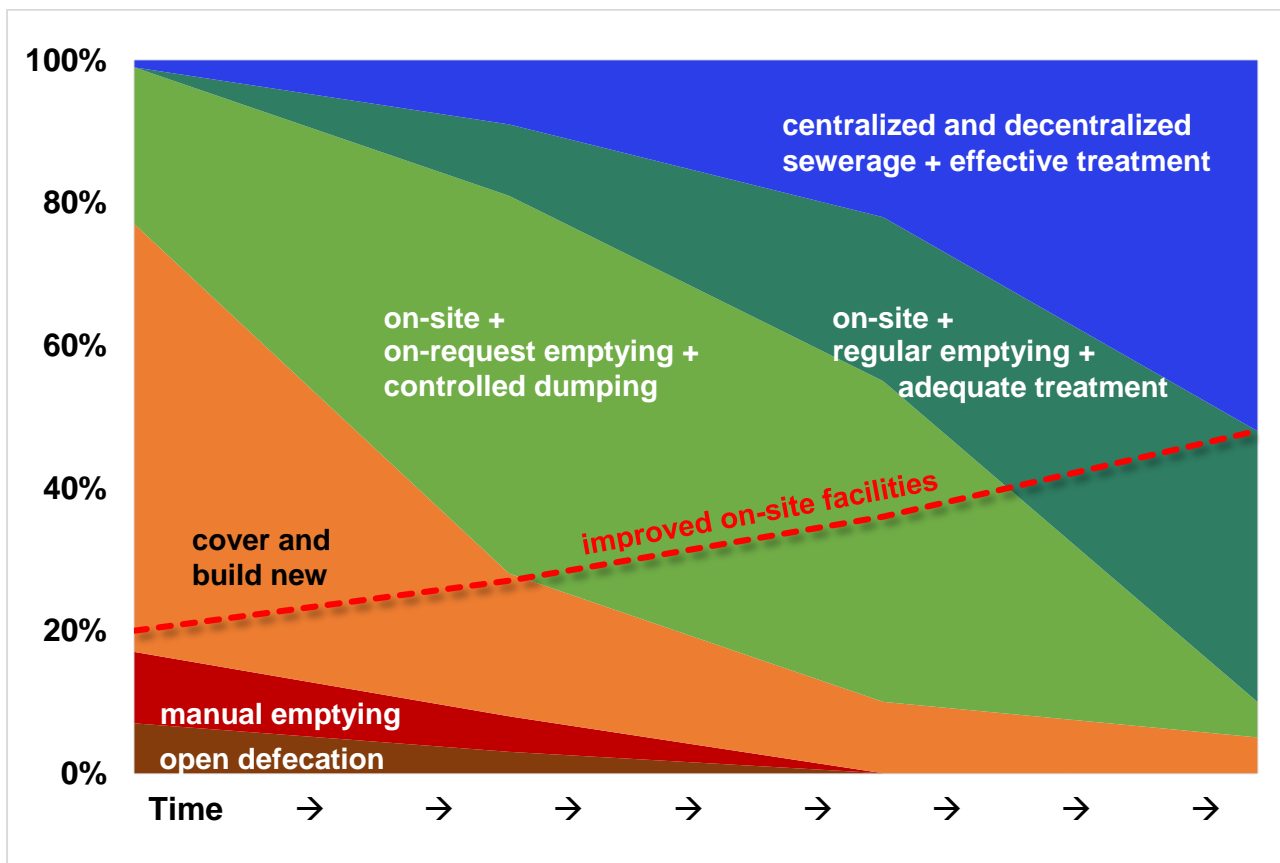 100%
centralized and decentralized
sewerage + effective treatment
80%
on-site +
on-request emptying +
controlled dumping
on-site +
regular emptying +
adequate treatment
60%
40%
improved on-site facilities
cover and
build new
20%
manual emptying
open defecation
0%
Time → → → → → → → →